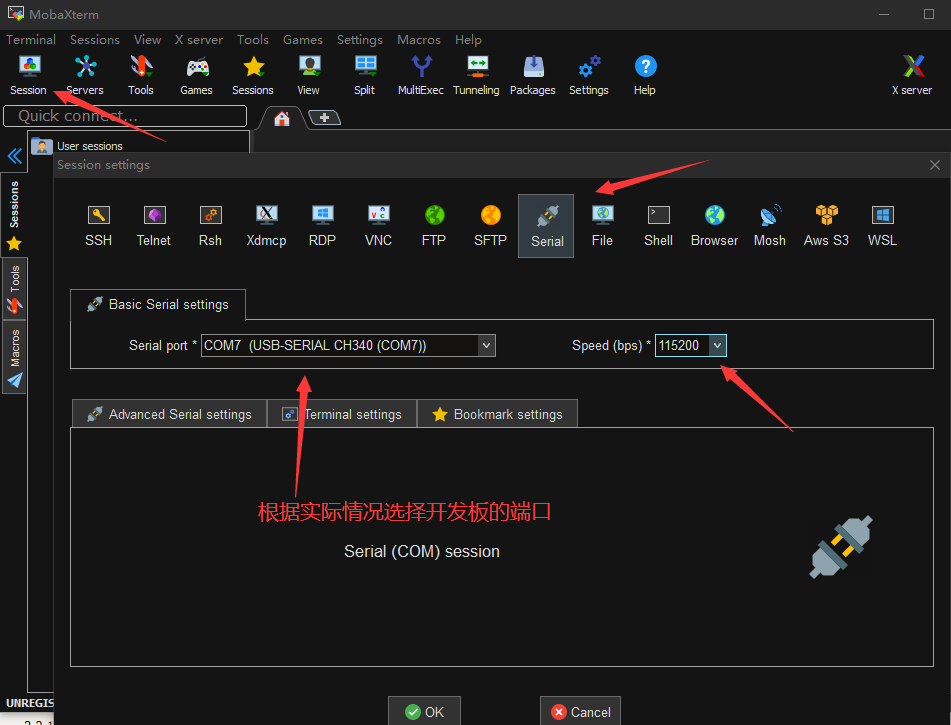 MobaXterm
Terminal Sessions View X server Tools Games Settings Macros Help
Session Servers Tools Games Sessions View Split MultiExec Tunneling Packages Settings Help X server
Quick connect...
User sessions
Session settings
Sessions
Tools
Macros
SSH Telnet Rsh Xdmcp RDP VNC FTP SFTP Serial File Shell Browser Mosh Aws S3 WSL
Basic Serial settings
Serial port * COM7 (USB-SERIAL CH340 (COM7)) Speed (bps) * 115200
Advanced Serial settings Terminal settings Bookmark settings
根据实际情况选择开发板的端口
Serial (COM) session
UNREGIS
OK Cancel